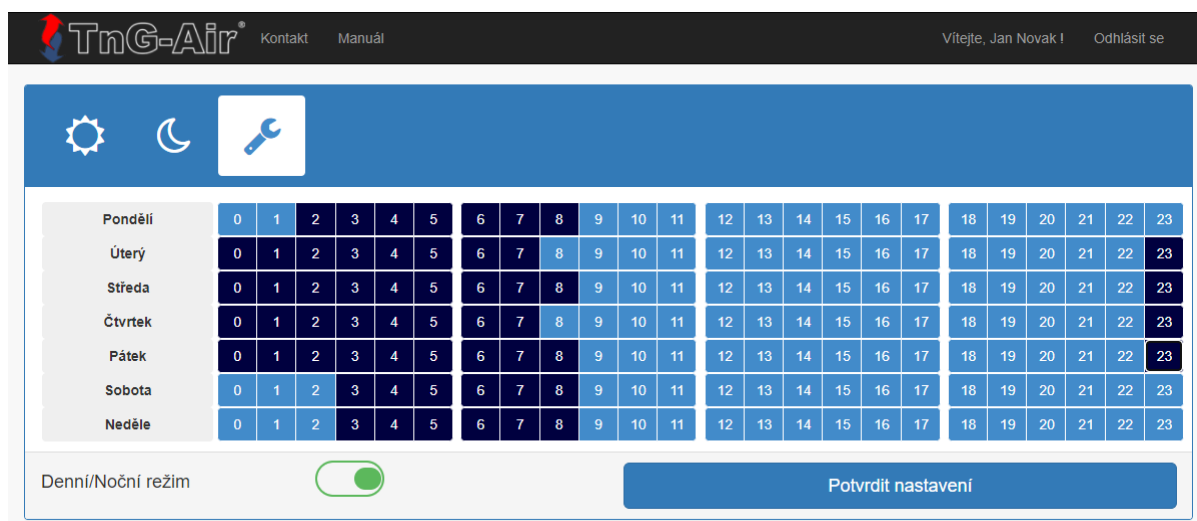 TnG-Air® Kontakt Manuál Vítejte, Jan Novak ! Odhlásit se
Pondělí 0 1 2 3 4 5 6 7 8 9 10 11 12 13 14 15 16 17 18 19 20 21 22 23
Úterý 0 1 2 3 4 5 6 7 8 9 10 11 12 13 14 15 16 17 18 19 20 21 22 23
Středa 0 1 2 3 4 5 6 7 8 9 10 11 12 13 14 15 16 17 18 19 20 21 22 23
Čtvrtek 0 1 2 3 4 5 6 7 8 9 10 11 12 13 14 15 16 17 18 19 20 21 22 23
Pátek 0 1 2 3 4 5 6 7 8 9 10 11 12 13 14 15 16 17 18 19 20 21 22 23
Sobota 0 1 2 3 4 5 6 7 8 9 10 11 12 13 14 15 16 17 18 19 20 21 22 23
Neděle 0 1 2 3 4 5 6 7 8 9 10 11 12 13 14 15 16 17 18 19 20 21 22 23
Denní/Noční režim Potvrdit nastavení